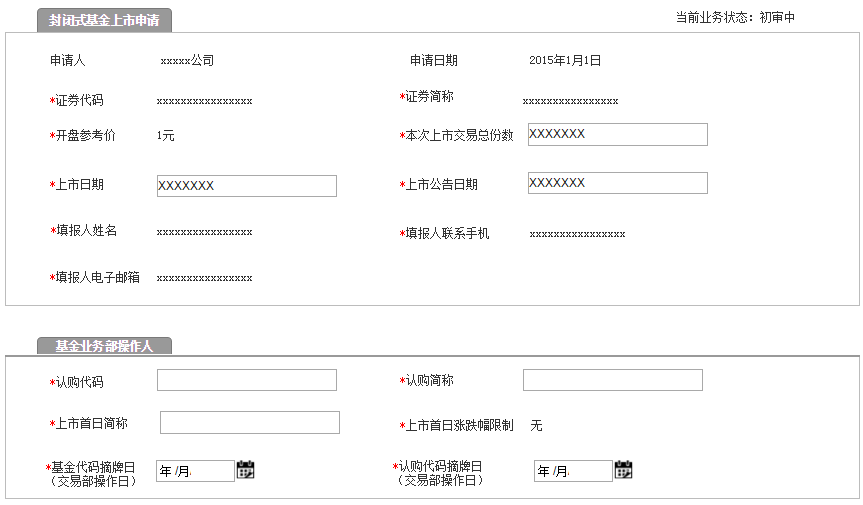 封闭式基金上市申请
当前业务状态：初审中
申请人 xxxxx公司 申请日期 2015年1月1日
*证券代码 xxxxxxxxxxxxxxxx *证券简称 xxxxxxxxxxxxxxxx
*开盘参考价 1元 *本次上市交易总份数 XXXXXXX
*上市日期 XXXXXXX *上市公告日期 XXXXXXX
*填报人姓名 xxxxxxxxxxxxxxxx *填报人联系手机 xxxxxxxxxxxxxxxx
*填报人电子邮箱 xxxxxxxxxxxxxxxx
基金业务部操作人
*认购代码 *认购简称
*上市首日简称 *上市首日涨跌幅限制 无
*基金代码摘牌日 年 /月. *认购代码摘牌日 年 /月.
（交易部操作日） （交易部操作日）